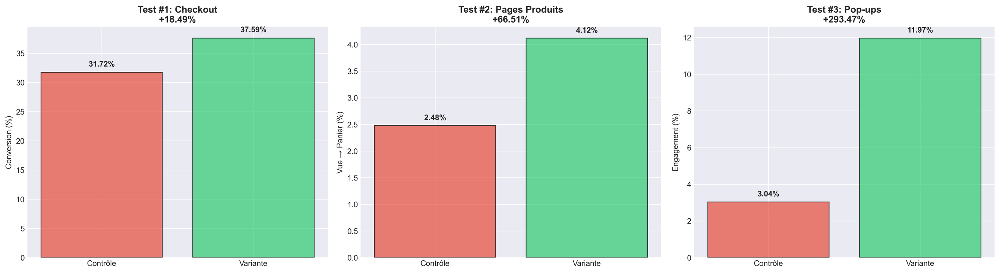 Test #1: Checkout
+18.49%
37.59%
31.72%
35
30
25
20
15
10
5
0
Conversion (%)
Contrôle
Variante
Test #2: Pages Produits
+66.51%
4.12%
2.48%
4.0
3.5
3.0
2.5
2.0
1.5
1.0
0.5
0.0
Vue → Panier (%)
Contrôle
Variante
Test #3: Pop-ups
+293.47%
11.97%
3.04%
12
10
8
6
4
2
0
Engagement (%)
Contrôle
Variante